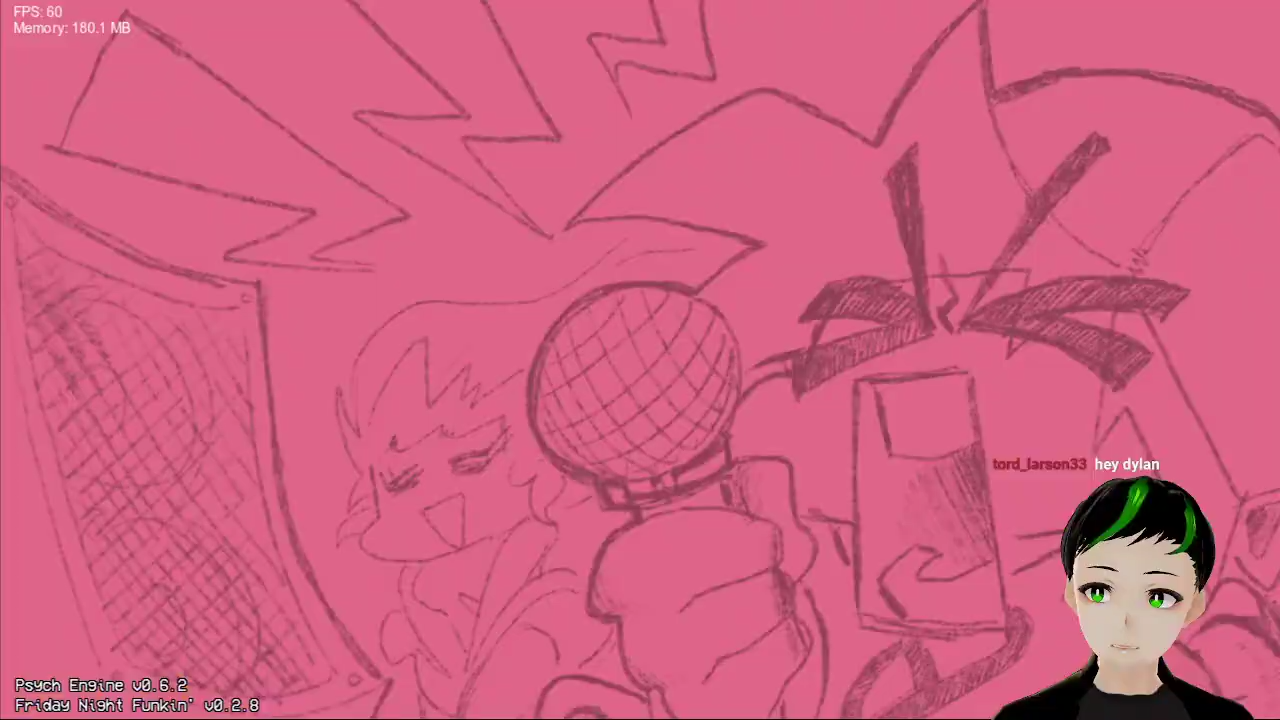 FPS: 60
Memory: 180.1 MB
tord_larson33 hey dylan
Psych Engine v0.6.2
Friday Night Funkin' v0.2.8